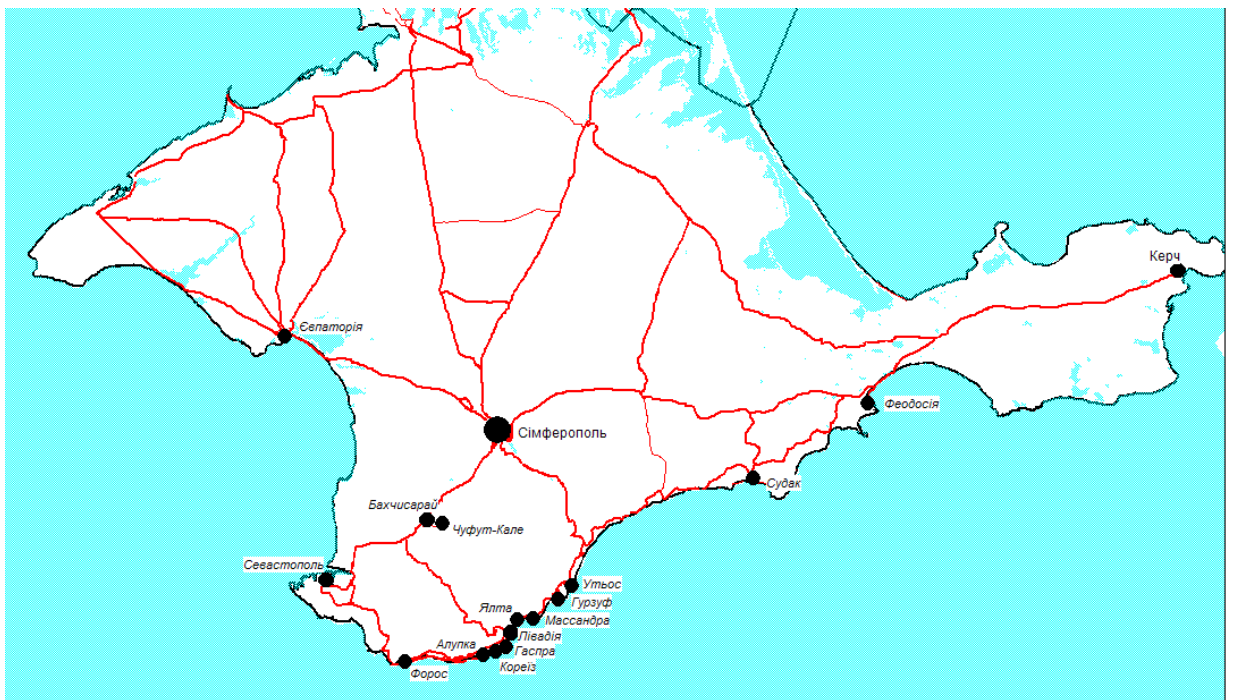 Керч
Євпаторія
Феодосія
Сімферополь
Судак
Бахчисарай
Чуфут-Кале
Севастополь
Утьос
Гурзуф
Ялта
Массандра
Лівадія
Алупка
Гаспра
Кореїз
Форос